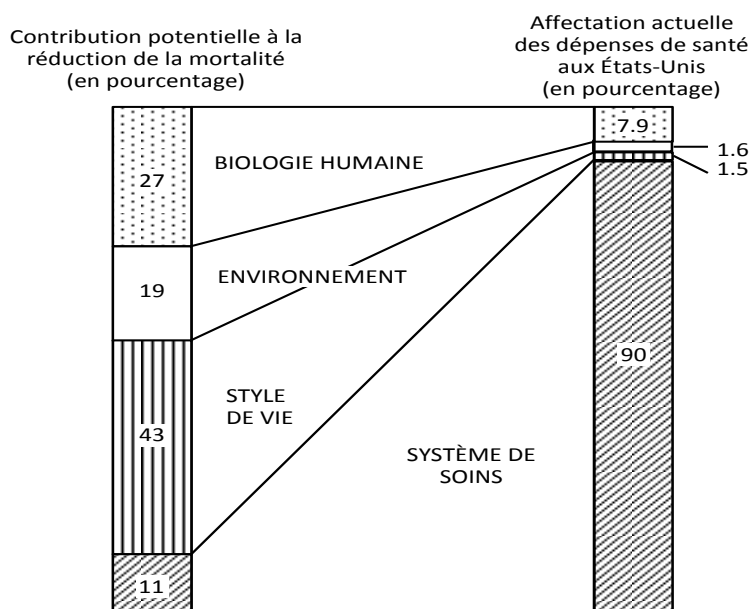 Contribution potentielle à la
réduction de la mortalité
(en pourcentage)
Affectation actuelle
des dépenses de santé
aux États-Unis
(en pourcentage)
27
19
43
11
BIOLOGIE HUMAINE
ENVIRONNEMENT
STYLE
DE VIE
SYSTÈME DE
SOINS
7.9
1.6
1.5
90